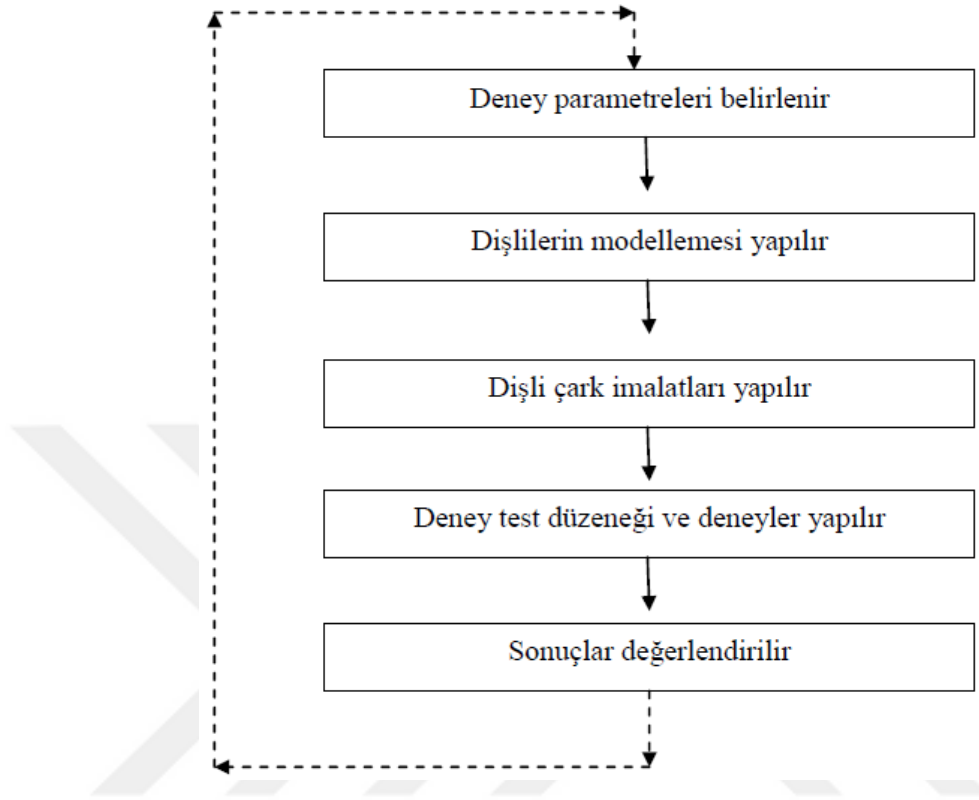 Deney parametreleri belirlenir
Dişlilerin modellemesi yapılır
Dişli çark imalatları yapılır
Deney test düzeneği ve deneyler yapılır
Sonuçlar değerlendirilir